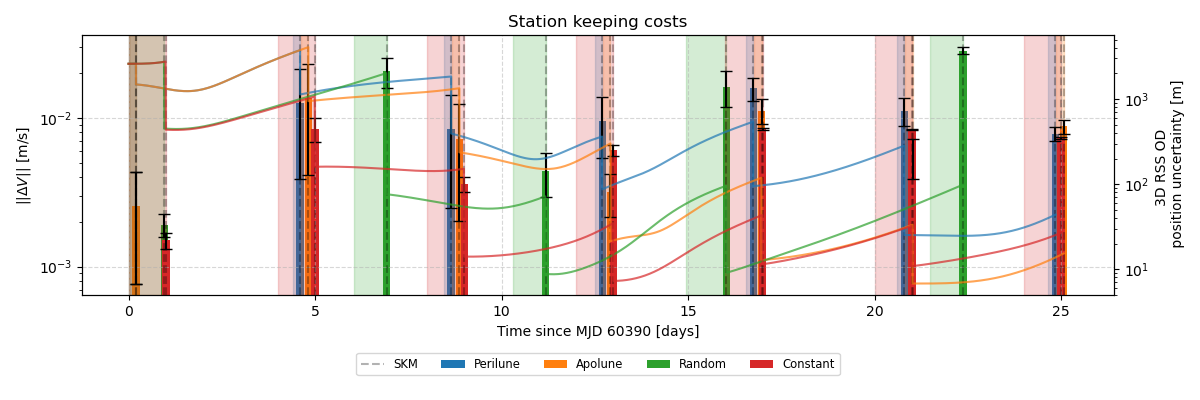 Station keeping costs
||ΔV|| [m/s]
10⁻²
10⁻³
3D RSS OD
position uncertainty [m]
10³
10²
10¹
0
5
10
15
20
25
Time since MJD 60390 [days]
SKM
Perilune
Apolune
Random
Constant